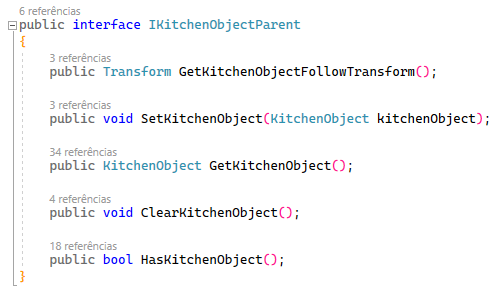 6 referências
public interface IKitchenObjectParent
{
3 referências
public Transform GetKitchenObjectFollowTransform();
3 referências
public void SetKitchenObject(KitchenObject kitchenObject);
34 referências
public KitchenObject GetKitchenObject();
4 referências
public void ClearKitchenObject();
18 referências
public bool HasKitchenObject();
}